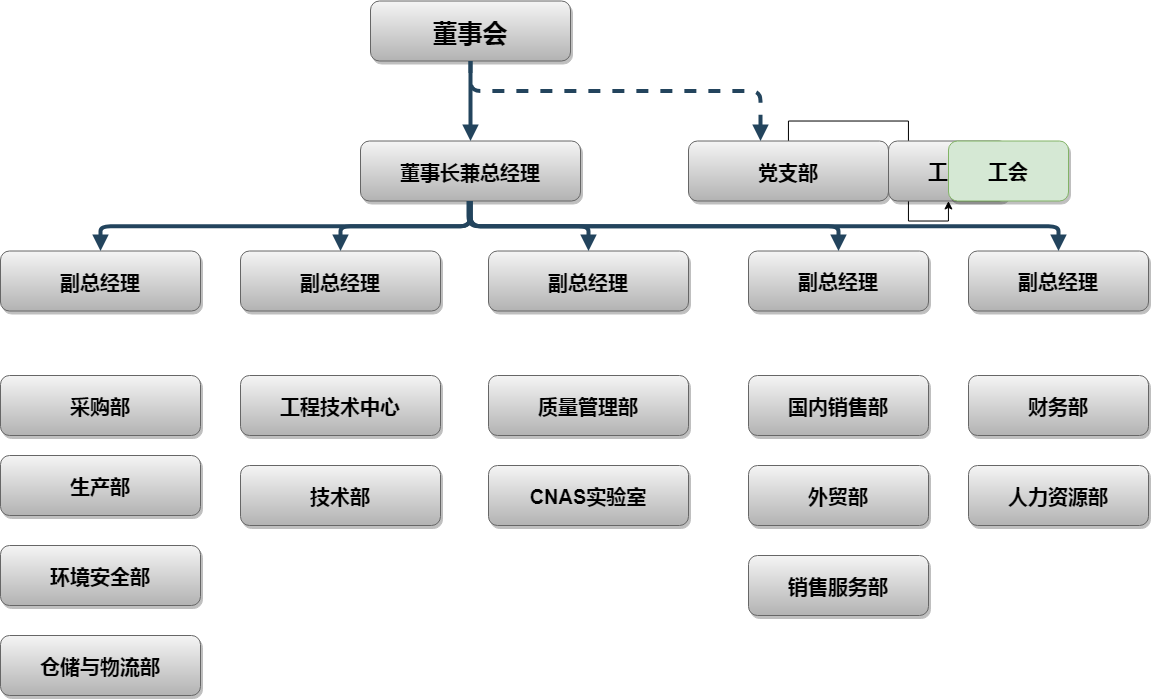 董事会
董事长兼总经理
党支部
工
工会
副总经理
副总经理
副总经理
副总经理
副总经理
采购部
工程技术中心
质量管理部
国内销售部
财务部
生产部
技术部
CNAS实验室
外贸部
人力资源部
环境安全部
销售服务部
仓储与物流部